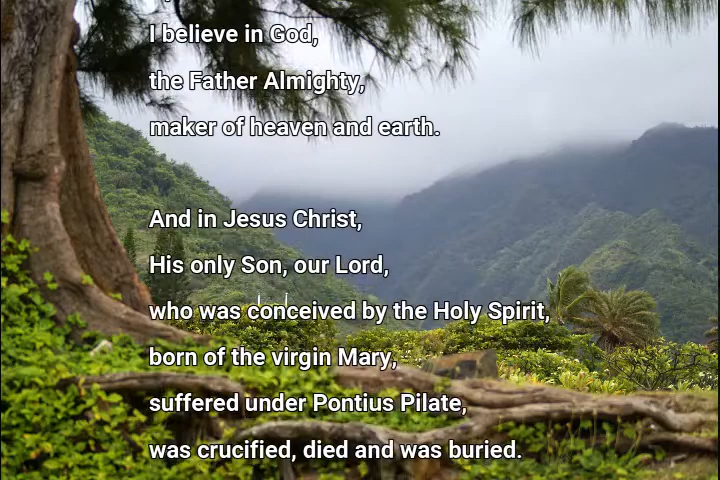 I believe in God,
the Father Almighty,
maker of heaven and earth.
And in Jesus Christ,
His only Son, our Lord,
who was conceived by the Holy Spirit,
born of the virgin Mary,
suffered under Pontius Pilate,
was crucified, died and was buried.